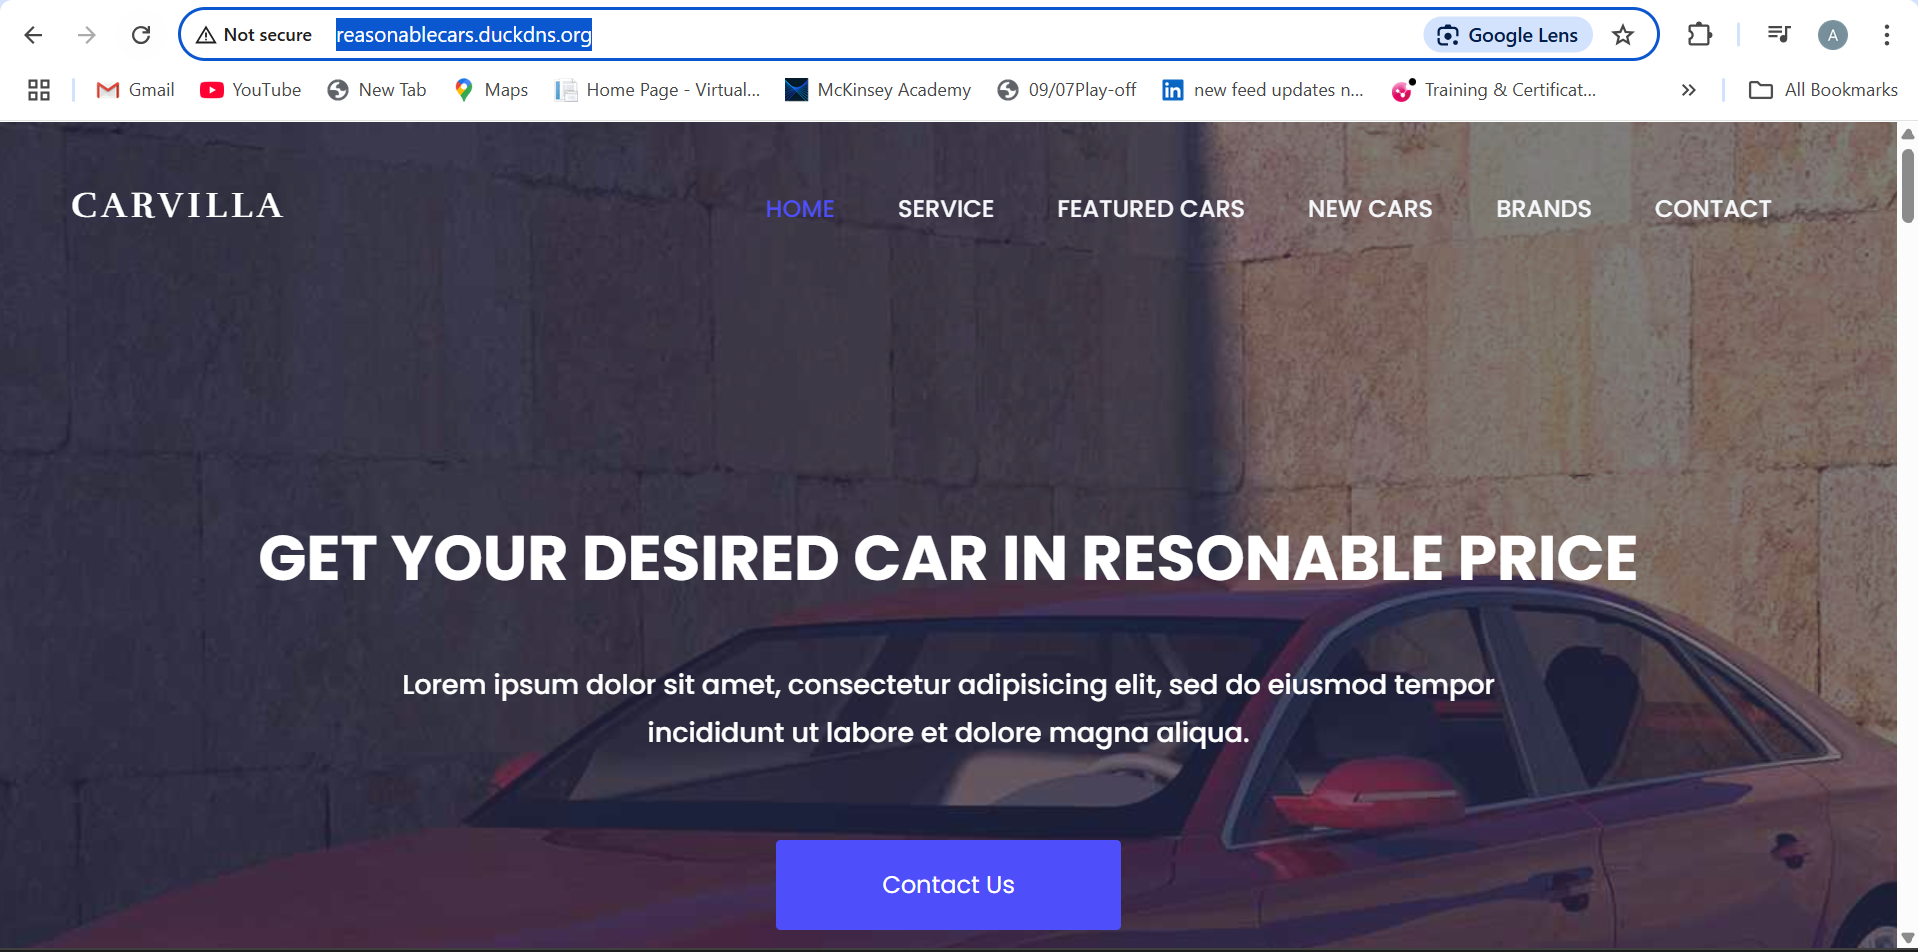 Not secure reasonablecars.duckdns.org Google Lens A
Gmail YouTube New Tab Maps Home Page - Virtual... McKinsey Academy 09/07Play-off new feed updates n... Training & Certificat... All Bookmarks
CARVILLA HOME SERVICE FEATURED CARS NEW CARS BRANDS CONTACT
GET YOUR DESIRED CAR IN RESONABLE PRICE
Lorem ipsum dolor sit amet, consectetur adipisicing elit, sed do eiusmod tempor
incididunt ut labore et dolore magna aliqua.
Contact Us